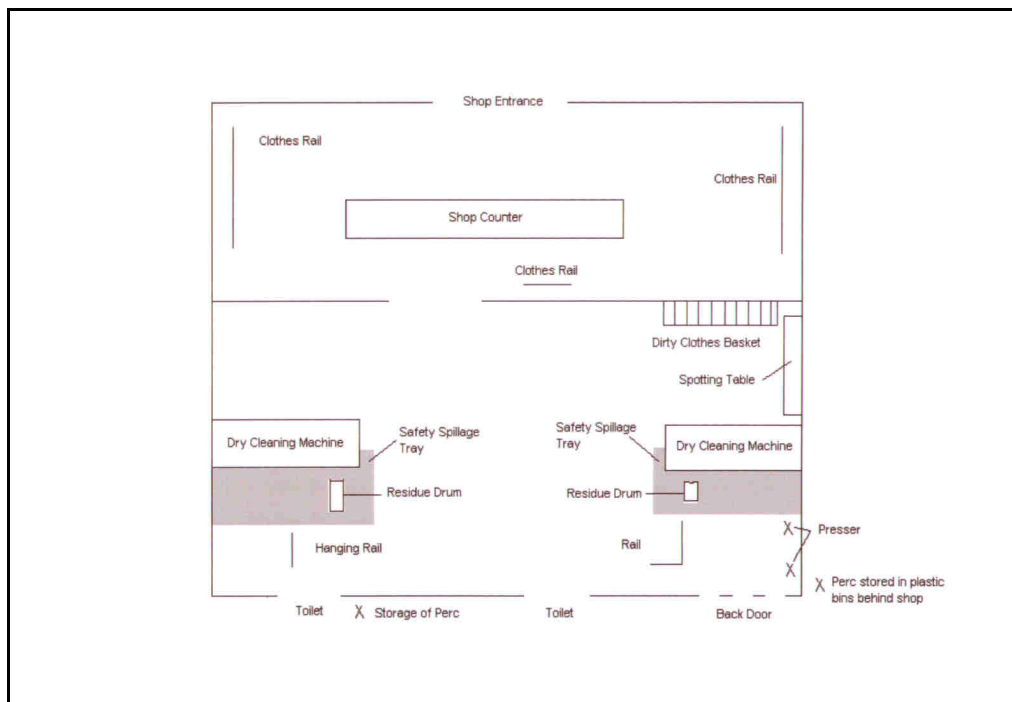 Shop Entrance
Clothes Rail
Clothes Rail
Shop Counter
Clothes Rail
Dirty Clothes Basket
Spotting Table
Dry Cleaning Machine
Safety Spillage
Tray
Safety Spillage
Tray
Dry Cleaning Machine
Residue Drum
Residue Drum
Hanging Rail
Rail
Presser
X
X
X Perc stored in plastic
bins behind shop
Toilet
X Storage of Perc
Toilet
Back Door